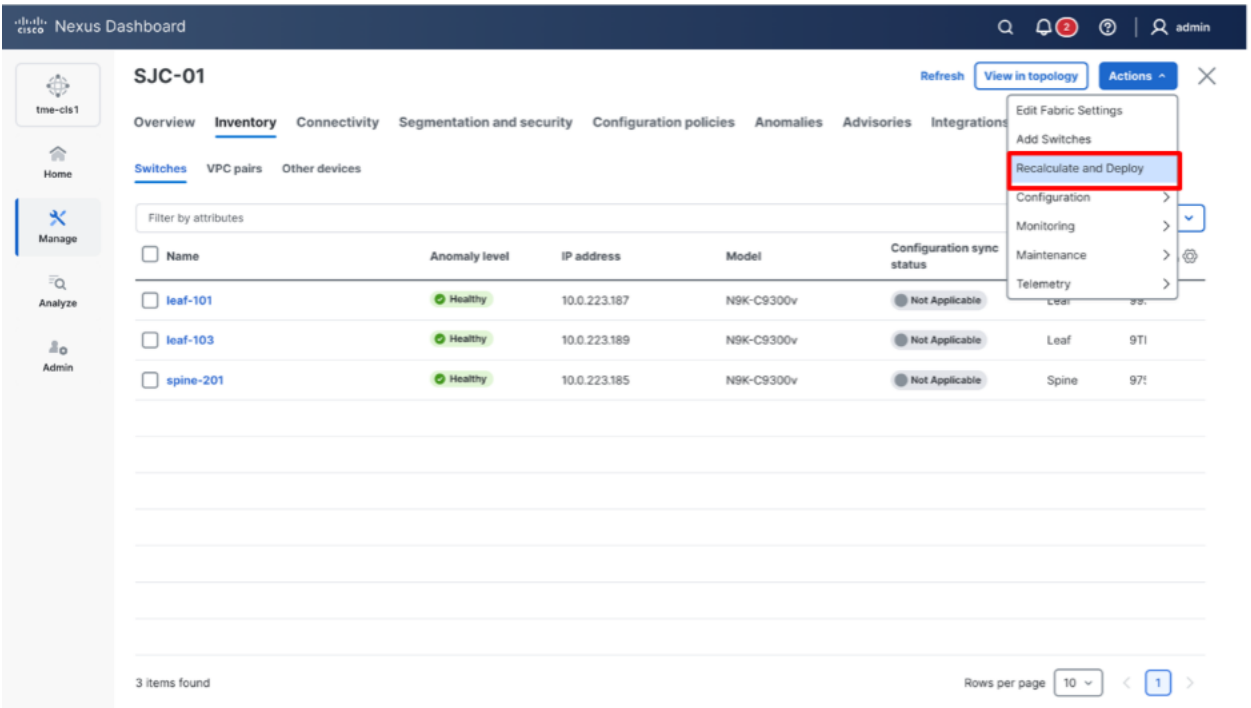 cisco Nexus Dashboard 2 admin
tme-cls1
Home
Manage
Analyze
Admin
SJC-01 Refresh View in topology Actions
Overview Inventory Connectivity Segmentation and security Configuration policies Anomalies Advisories Integrations
Edit Fabric Settings
Add Switches
Recalculate and Deploy
Configuration
Monitoring
Maintenance
Telemetry
Switches VPC pairs Other devices
Filter by attributes
Name Anomaly level IP address Model Configuration sync status
leaf-101 Healthy 10.0.223.187 N9K-C9300v Not Applicable Leaf
leaf-103 Healthy 10.0.223.189 N9K-C9300v Not Applicable Leaf
spine-201 Healthy 10.0.223.185 N9K-C9300v Not Applicable Spine
3 items found Rows per page 10 1